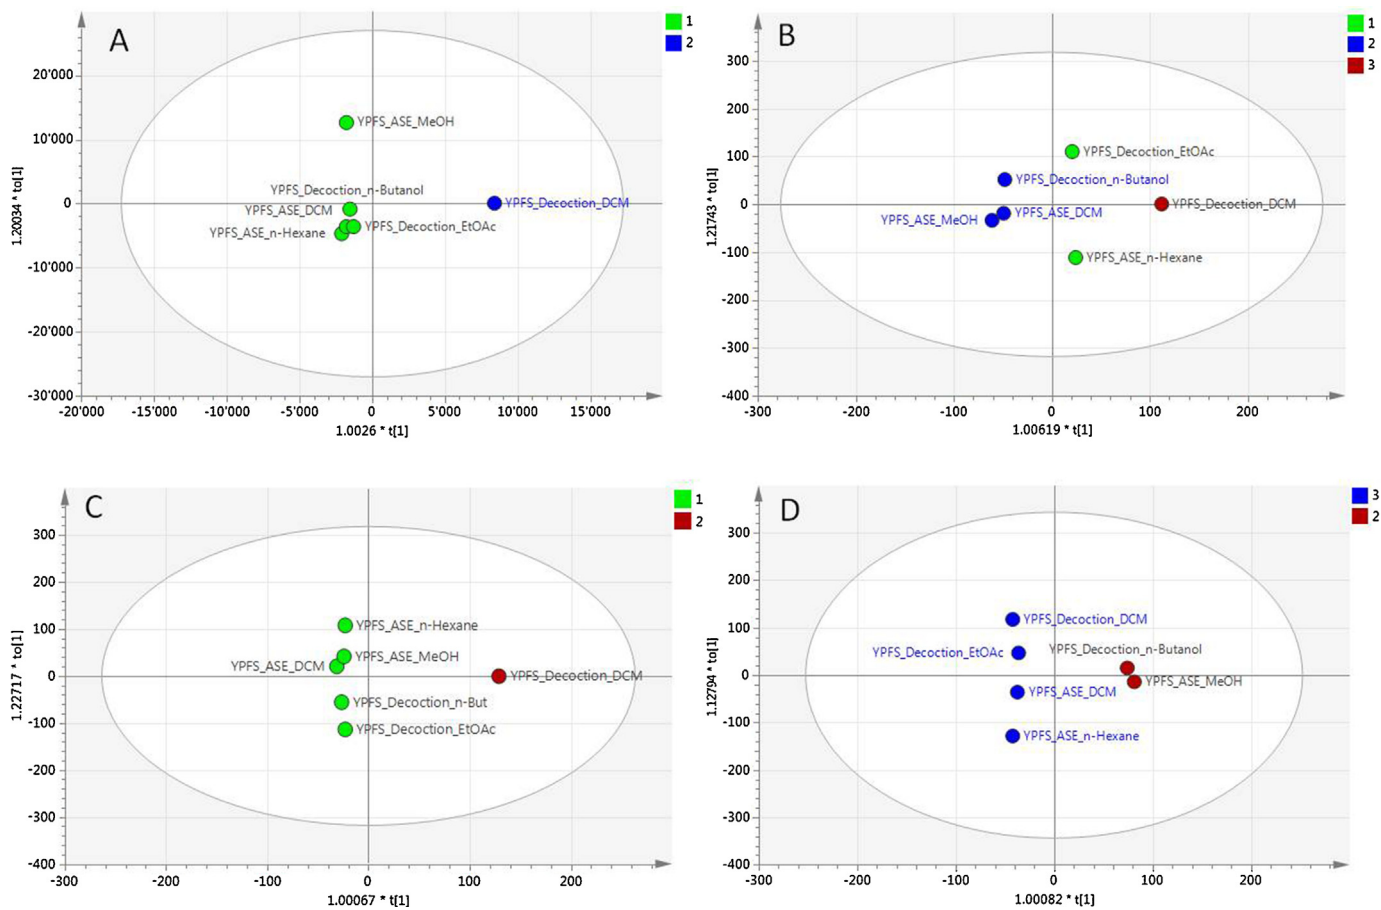 A
1
2
20'000
10'000
0
-10'000
-20'000
-30'000
1.20034 * to[1]
YPFS_ASE_MeOH
YPFS_Decoction_n-Butanol
YPFS_ASE_DCM
YPFS_Decoction_DCM
YPFS_ASE_n-Hexane
YPFS_Decoction_EtOAc
-20'000 -15'000 -10'000 -5'000 0 5'000 10'000 15'000
1.0026 * t[1]
B
1
2
3
300
200
100
0
-100
-200
-300
-400
1.21743 * to[1]
YPFS_Decoction_EtOAc
YPFS_Decoction_n-Butanol
YPFS_ASE_MeOH
YPFS_ASE_DCM
YPFS_Decoction_DCM
YPFS_ASE_n-Hexane
-300 -200 -100 0 100 200
1.00619 * t[1]
C
1
2
300
200
100
0
-100
-200
-300
-400
1.22717 * to[1]
YPFS_ASE_n-Hexane
YPFS_ASE_MeOH
YPFS_ASE_DCM
YPFS_Decoction_DCM
YPFS_Decoction_n-But
YPFS_Decoction_EtOAc
-300 -200 -100 0 100 200
1.00067 * t[1]
D
3
2
300
200
100
0
-100
-200
-300
-400
1.12794 * to[1]
YPFS_Decoction_DCM
YPFS_Decoction_EtOAc
YPFS_Decoction_n-Butanol
YPFS_ASE_DCM
YPFS_ASE_MeOH
YPFS_ASE_n-Hexane
-300 -200 -100 0 100 200
1.00082 * t[1]